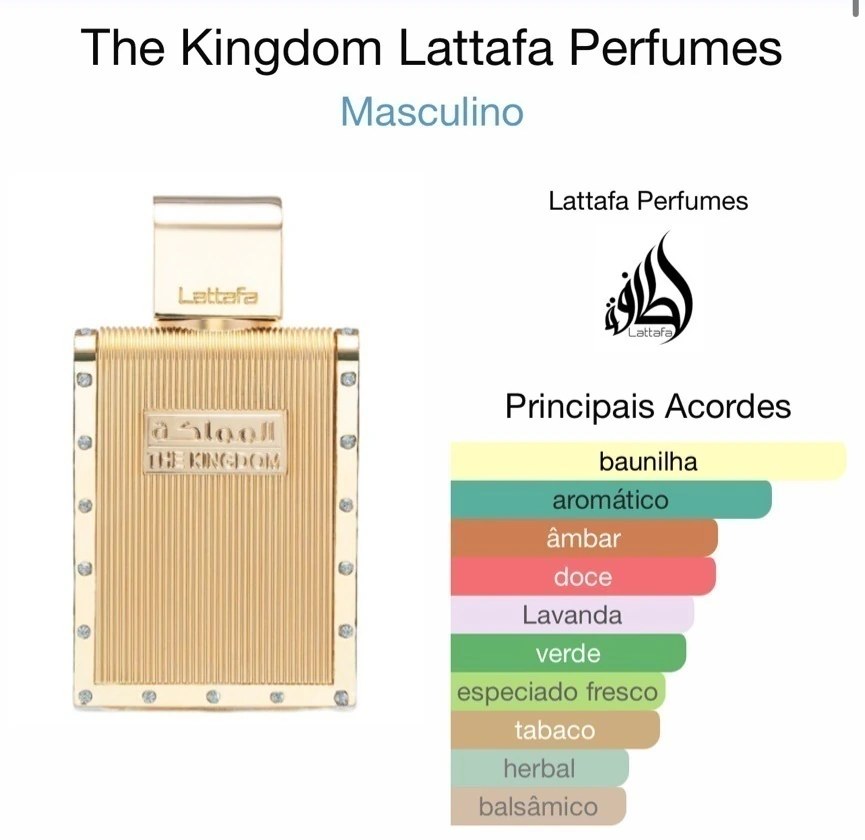 The Kingdom Lattafa Perfumes
Masculino
Lattafa Perfumes
Lattafa
لطافة
Lattafa
المملكة
THE KINGDOM
Principais Acordes
baunilha
aromático
âmbar
doce
Lavanda
verde
especiado fresco
tabaco
herbal
balsâmico